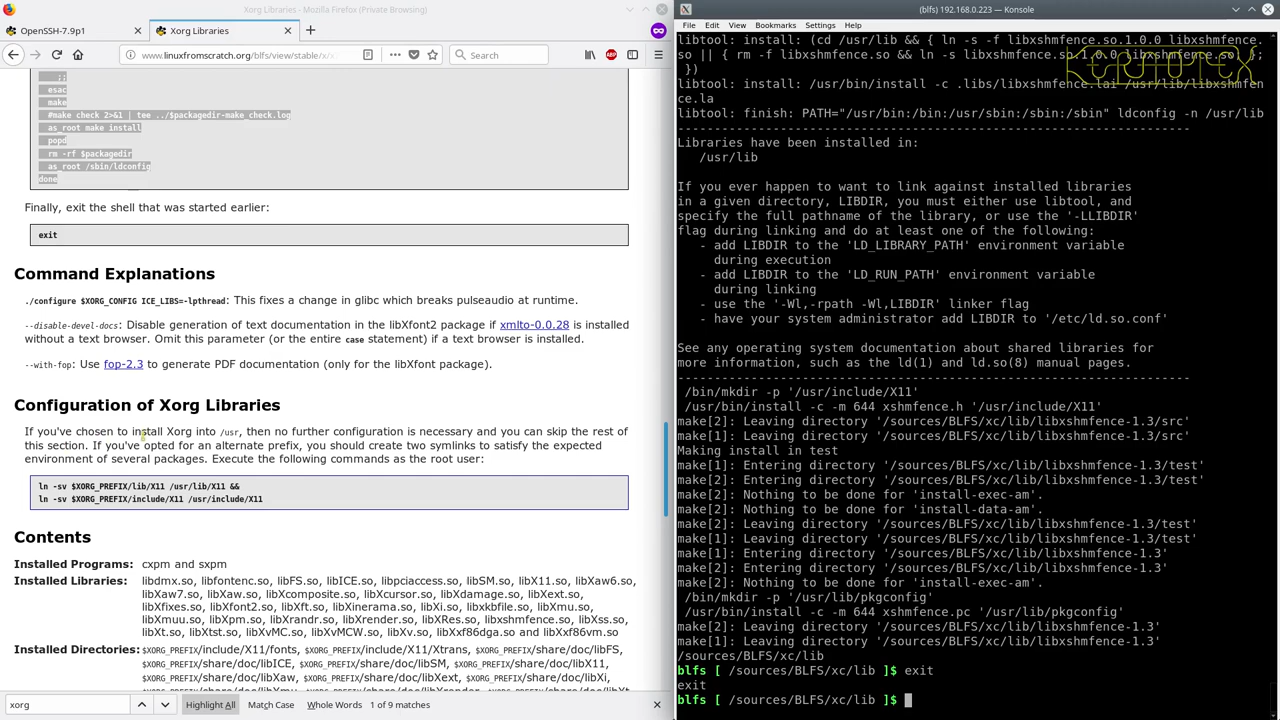 Xorg Libraries - Mozilla Firefox (Private Browsing)
OpenSSH-7.9p1
Xorg Libraries
www.linuxfromscratch.org/blfs/view/stable/x/x
Search
;;
esac
make
#make check 2>&1 | tee ../$packagedir-make_check.log
as_root make install
popd
rm -rf $packagedir
as_root /sbin/ldconfig
done
Finally, exit the shell that was started earlier:
exit
Command Explanations
./configure $XORG_CONFIG ICE_LIBS=-lpthread: This fixes a change in glibc which breaks pulseaudio at runtime.
--disable-devel-docs: Disable generation of text documentation in the libXfont2 package if xmlto-0.0.28 is installed
without a text browser. Omit this parameter (or the entire case statement) if a text browser is installed.
--with-fop: Use fop-2.3 to generate PDF documentation (only for the libXfont package).
Configuration of Xorg Libraries
If you've chosen to install Xorg into /usr, then no further configuration is necessary and you can skip the rest of
this section. If you've opted for an alternate prefix, you should create two symlinks to satisfy the expected
environment of several packages. Execute the following commands as the root user:
ln -sv $XORG_PREFIX/lib/X11 /usr/lib/X11 &&
ln -sv $XORG_PREFIX/include/X11 /usr/include/X11
Contents
Installed Programs: cxpm and sxpm
Installed Libraries: libdmx.so, libfontenc.so, libFS.so, libICE.so, libpciaccess.so, libSM.so, libX11.so, libXaw6.so,
libXaw7.so, libXaw.so, libXcomposite.so, libXcursor.so, libXdamage.so, libXext.so,
libXfixes.so, libXfont2.so, libXft.so, libXinerama.so, libXi.so, libxkbfile.so, libXmu.so,
libXmuu.so, libXpm.so, libXrandr.so, libXrender.so, libXRes.so, libxshmfence.so, libXss.so,
libXt.so, libXtst.so, libXvMC.so, libXvMCW.so, libXv.so, libXxf86dga.so and libXxf86vm.so
Installed Directories: $XORG_PREFIX/include/X11/fonts, $XORG_PREFIX/include/X11/Xtrans, $XORG_PREFIX/share/doc/libFS,
$XORG_PREFIX/share/doc/libICE, $XORG_PREFIX/share/doc/libSM, $XORG_PREFIX/share/doc/libX11,
$XORG_PREFIX/share/doc/libXaw, $XORG_PREFIX/share/doc/libXext, $XORG_PREFIX/share/doc/libXi,
xorg
Highlight All
Match Case
Whole Words
1 of 9 matches
(blfs) 192.168.0.223 — Konsole
File Edit View Bookmarks Settings Help
libtool: install: (cd /usr/lib && { ln -s -f libxshmfence.so.1.0.0 libxshmfence.
so || { rm -f libxshmfence.so && ln -s libxshmfence.so.1.0.0 libxshmfence.so; };
})
libtool: install: /usr/bin/install -c .libs/libxshmfence.lai /usr/lib/libxshmfen
ce.la
libtool: finish: PATH="/usr/bin:/bin:/usr/sbin:/sbin:/sbin" ldconfig -n /usr/lib
----------------------------------------------------------------------
Libraries have been installed in:
/usr/lib
If you ever happen to want to link against installed libraries
in a given directory, LIBDIR, you must either use libtool, and
specify the full pathname of the library, or use the '-LLIBDIR'
flag during linking and do at least one of the following:
- add LIBDIR to the 'LD_LIBRARY_PATH' environment variable
during execution
- add LIBDIR to the 'LD_RUN_PATH' environment variable
during linking
- use the '-Wl,-rpath -Wl,LIBDIR' linker flag
- have your system administrator add LIBDIR to '/etc/ld.so.conf'
See any operating system documentation about shared libraries for
more information, such as the ld(1) and ld.so(8) manual pages.
----------------------------------------------------------------------
/bin/mkdir -p '/usr/include/X11'
/usr/bin/install -c -m 644 xshmfence.h '/usr/include/X11'
make[2]: Leaving directory '/sources/BLFS/xc/lib/libxshmfence-1.3/src'
make[1]: Leaving directory '/sources/BLFS/xc/lib/libxshmfence-1.3/src'
Making install in test
make[1]: Entering directory '/sources/BLFS/xc/lib/libxshmfence-1.3/test'
make[2]: Entering directory '/sources/BLFS/xc/lib/libxshmfence-1.3/test'
make[2]: Nothing to be done for 'install-exec-am'.
make[2]: Nothing to be done for 'install-data-am'.
make[2]: Leaving directory '/sources/BLFS/xc/lib/libxshmfence-1.3/test'
make[1]: Leaving directory '/sources/BLFS/xc/lib/libxshmfence-1.3/test'
make[1]: Entering directory '/sources/BLFS/xc/lib/libxshmfence-1.3'
make[2]: Entering directory '/sources/BLFS/xc/lib/libxshmfence-1.3'
make[2]: Nothing to be done for 'install-exec-am'.
/bin/mkdir -p '/usr/lib/pkgconfig'
/usr/bin/install -c -m 644 xshmfence.pc '/usr/lib/pkgconfig'
make[2]: Leaving directory '/sources/BLFS/xc/lib/libxshmfence-1.3'
make[1]: Leaving directory '/sources/BLFS/xc/lib/libxshmfence-1.3'
/sources/BLFS/xc/lib
blfs [ /sources/BLFS/xc/lib ]$ exit
exit
blfs [ /sources/BLFS/xc/lib ]$